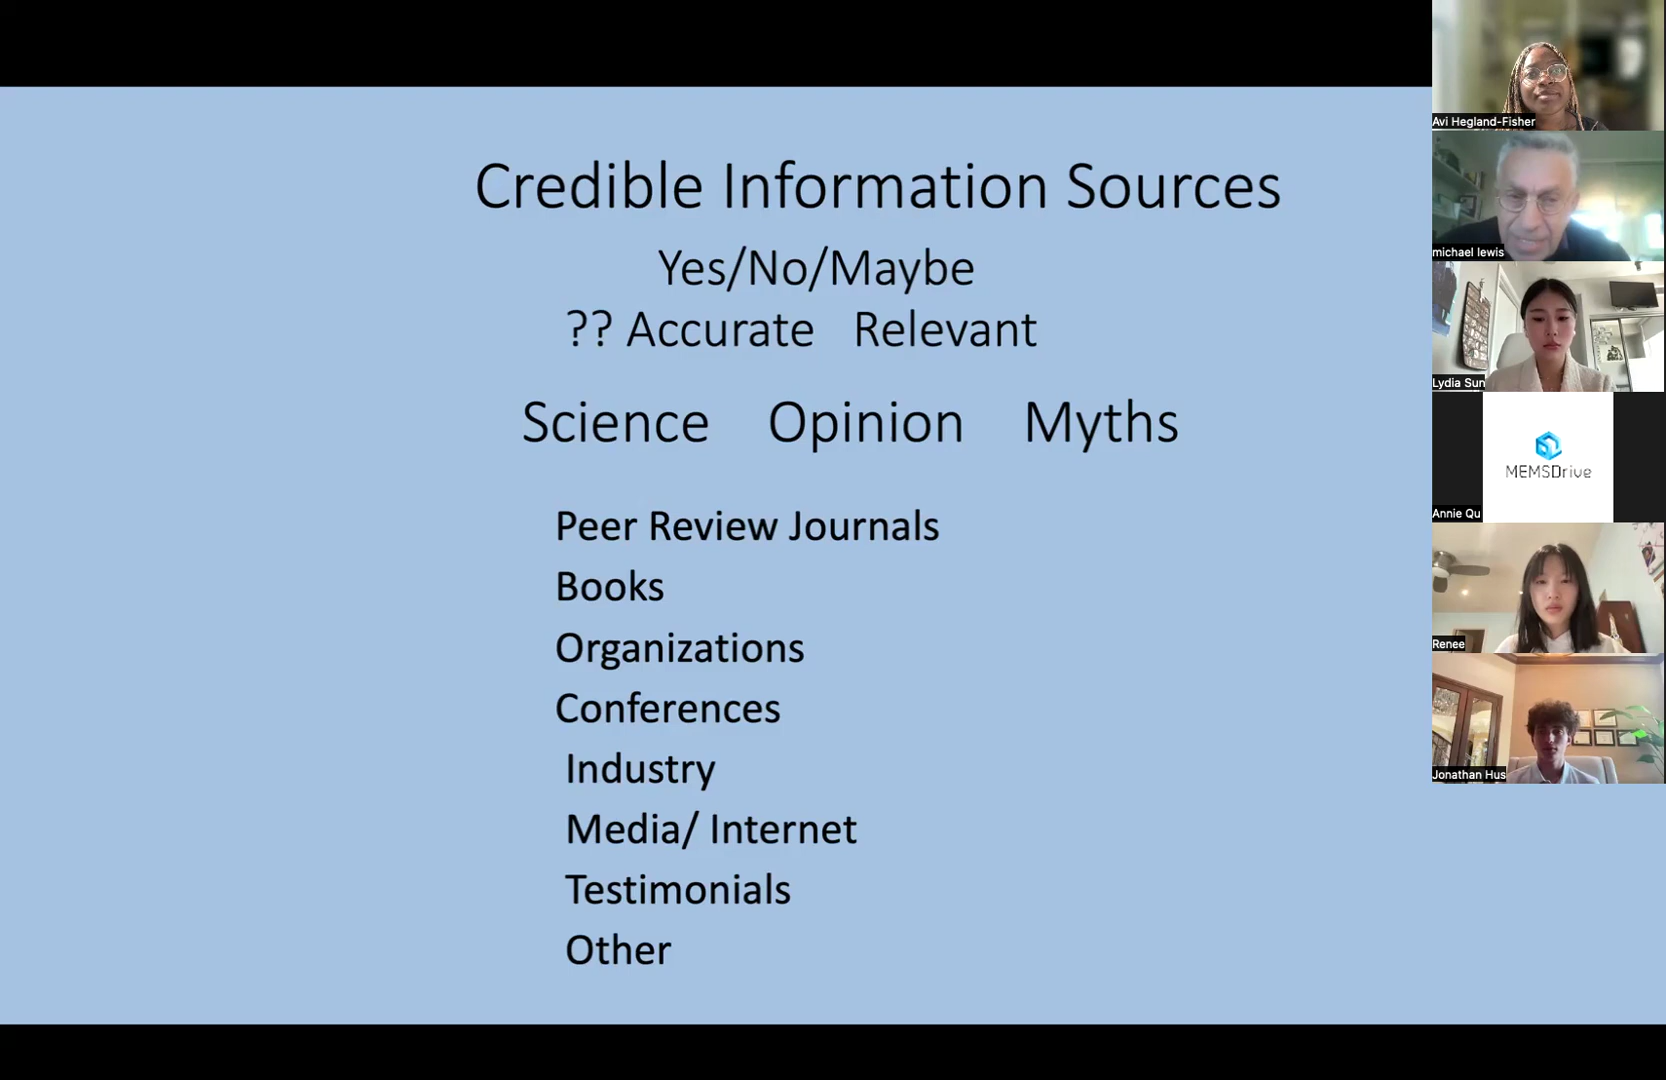 Credible Information Sources
Yes/No/Maybe
?? Accurate Relevant
Science Opinion Myths
Peer Review Journals
Books
Organizations
Conferences
Industry
Media/ Internet
Testimonials
Other
Avi Hegland-Fisher
michael lewis
Lydia Sun
MEMSDrive
Annie Qu
Renee
Jonathan Hus